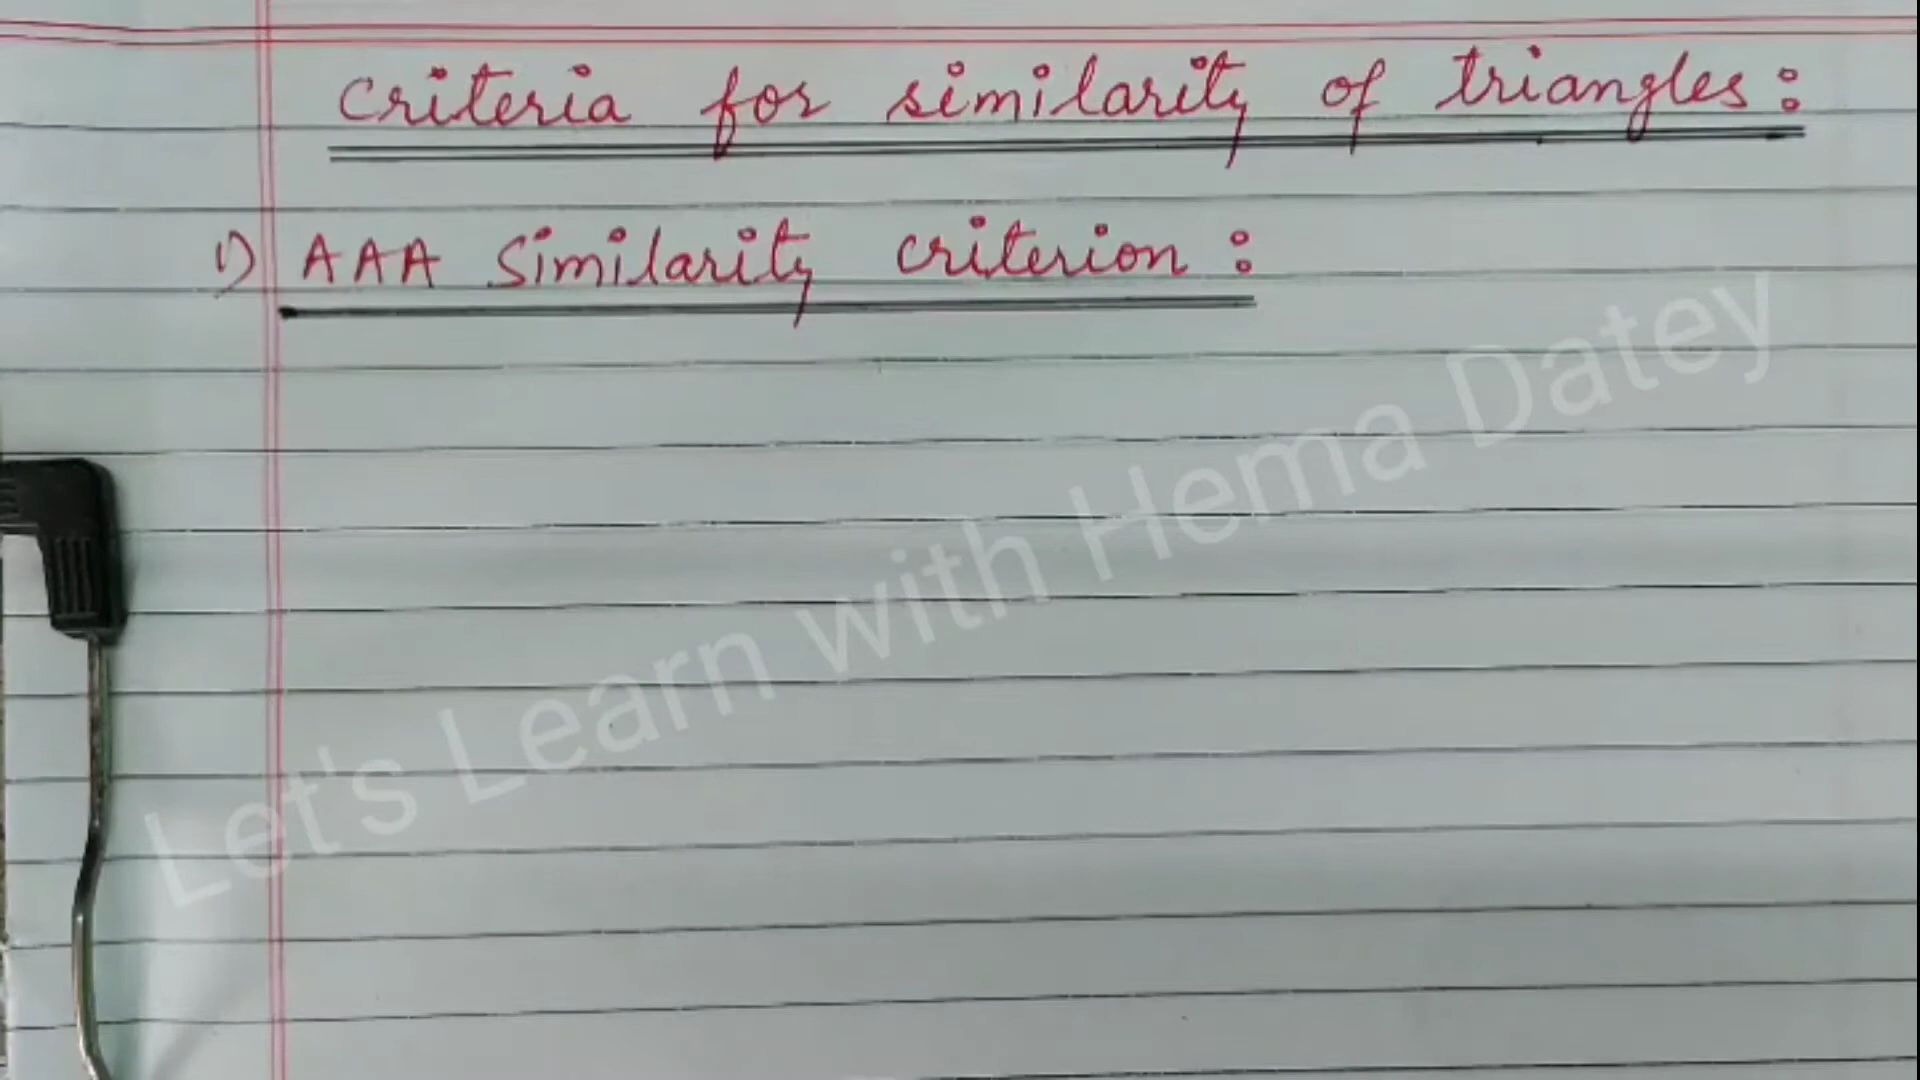 Criteria for similarity of triangles:
1) AAA Similarity criterion:
Let's Learn with Hema Datey